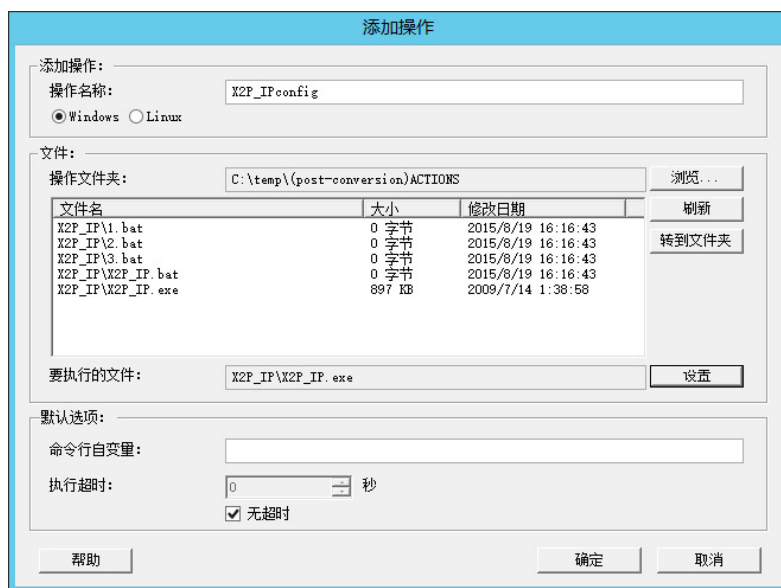 添加操作
添加操作:
操作名称: X2P_IPconfig
Windows Linux
文件:
操作文件夹: C:\temp\(post-conversion)ACTIONS 浏览...
文件名 大小 修改日期 刷新
X2P_IP\1.bat 0 字节 2015/8/19 16:16:43
X2P_IP\2.bat 0 字节 2015/8/19 16:16:43 转到文件夹
X2P_IP\3.bat 0 字节 2015/8/19 16:16:43
X2P_IP\X2P_IP.bat 0 字节 2015/8/19 16:16:43
X2P_IP\X2P_IP.exe 897 KB 2009/7/14 1:38:58
要执行的文件: X2P_IP\X2P_IP.exe 设置
默认选项:
命令行自变量:
执行超时: 0 秒
无超时
帮助 确定 取消